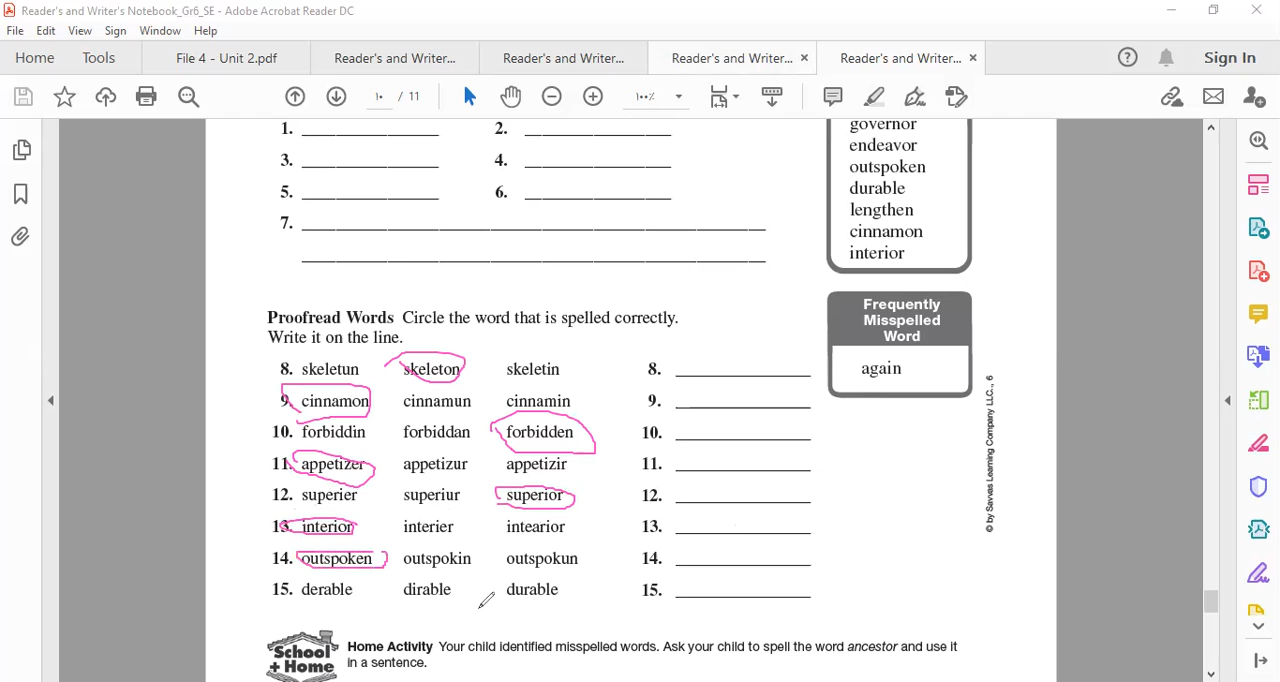 Reader's and Writer's Notebook_Gr6_SE - Adobe Acrobat Reader DC
File Edit View Sign Window Help
Home Tools File 4 - Unit 2.pdf Reader's and Writer... Reader's and Writer... Reader's and Writer... × Reader's and Writer... × Sign In
١٠ / 11 ١٠٠٪
governor
1. 2.
endeavor
3. 4. outspoken
durable
5. 6. lengthen
7. cinnamon
interior
Proofread Words Circle the word that is spelled correctly.
Write it on the line.
Frequently
Misspelled
Word
again
8. skeletun skeleton skeletin 8.
9. cinnamon cinnamun cinnamin 9.
10. forbiddin forbiddan forbidden 10.
11. appetizer appetizur appetizir 11.
12. superier superiur superior 12.
13. interior interier intearior 13.
14. outspoken outspokin outspokun 14.
15. derable dirable durable 15.
© by Savvas Learning Company LLC., 6
School
+ Home
Home Activity Your child identified misspelled words. Ask your child to spell the word ancestor and use it
in a sentence.